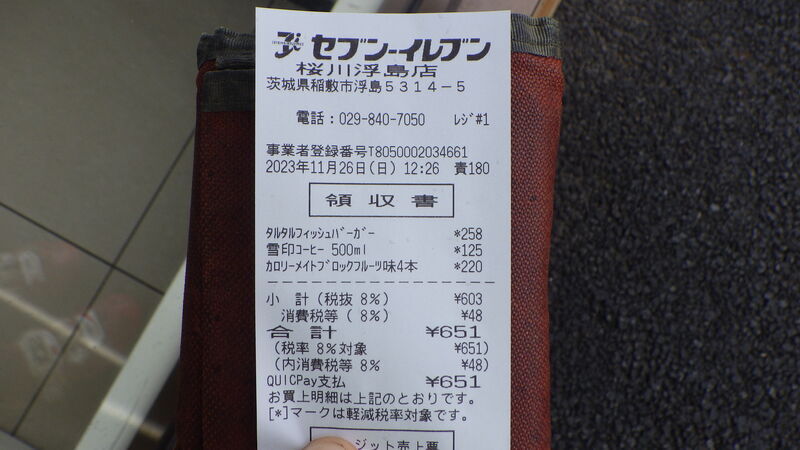 セブン-イレブン
桜川浮島店
茨城県稲敷市浮島5314-5
電話:029-840-7050 レジ#1
事業者登録番号T8050002034661
2023年11月26日(日) 12:26 責180
領収書
タルタルフィッシュバーガー *258
雪印コーヒー 500ml *125
カロリーメイトブロックフルーツ味4本 *220
小 計(税抜 8%) ¥603
消費税等( 8%) ¥48
合 計 ¥651
(税率 8%対象 ¥651)
(内消費税等 8% ¥48)
QUICPay支払 ¥651
お買上明細は上記のとおりです。
[*]マークは軽減税率対象です。
ジット売上票